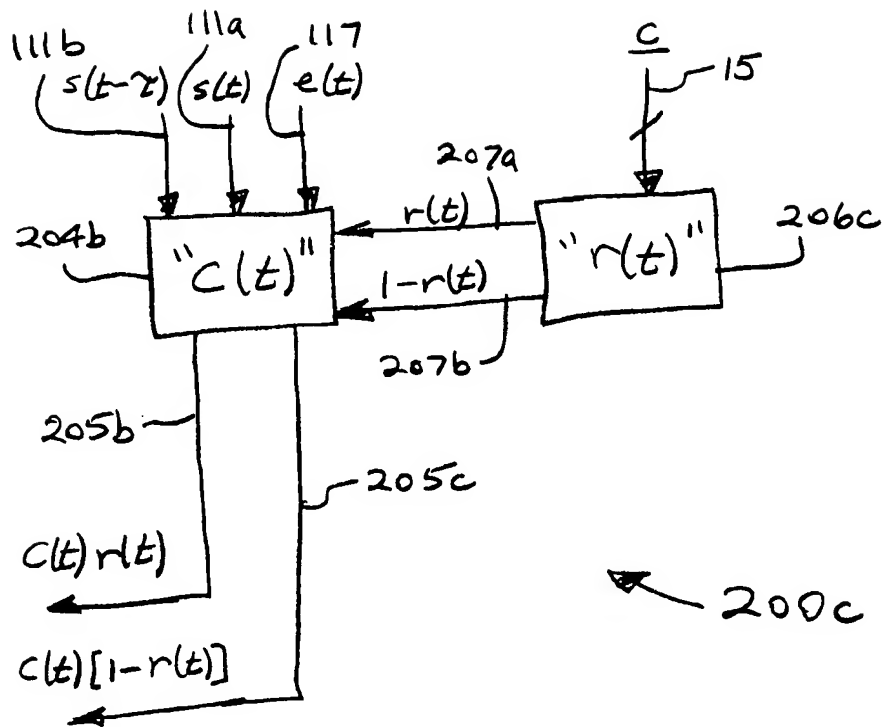 111b 111a 117 C
s(t-τ) s(t) e(t) 15
207a
r(t)
204b "C(t)" "r(t)" 206c
1-r(t)
207b
205b
205c
C(t)r(t)
200c
C(t)[1-r(t)]